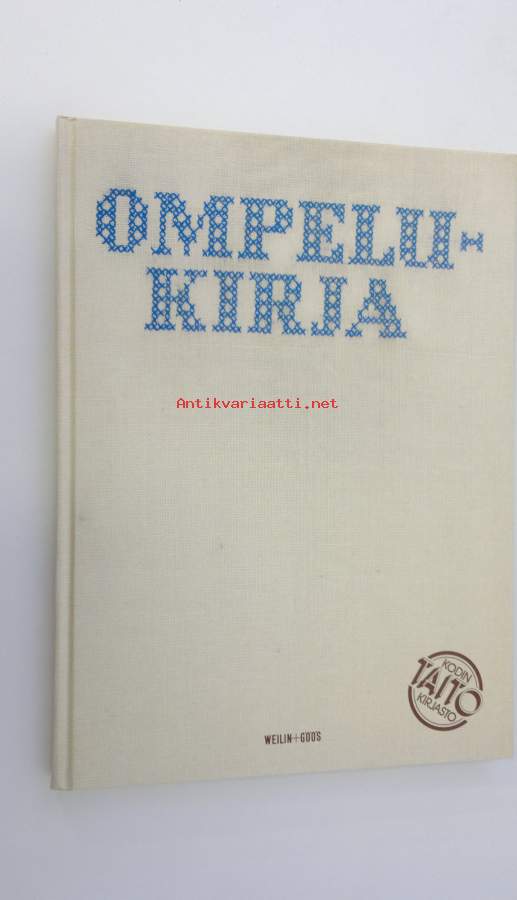 OMPELU-
KIRJA
Antikvariaatti.net
KODIN
TAITO
KIRJASTO
WEILIN+GÖÖS